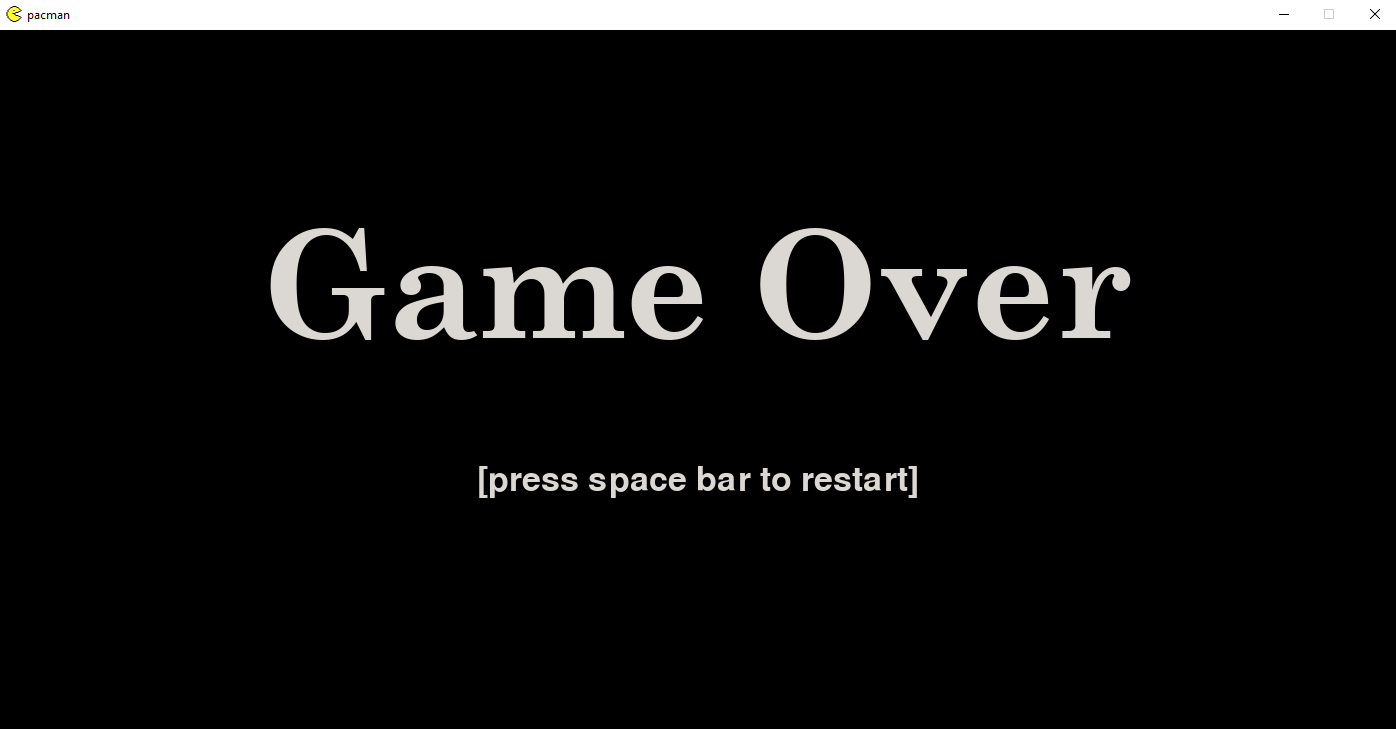 pacman
Game Over
[press space bar to restart]